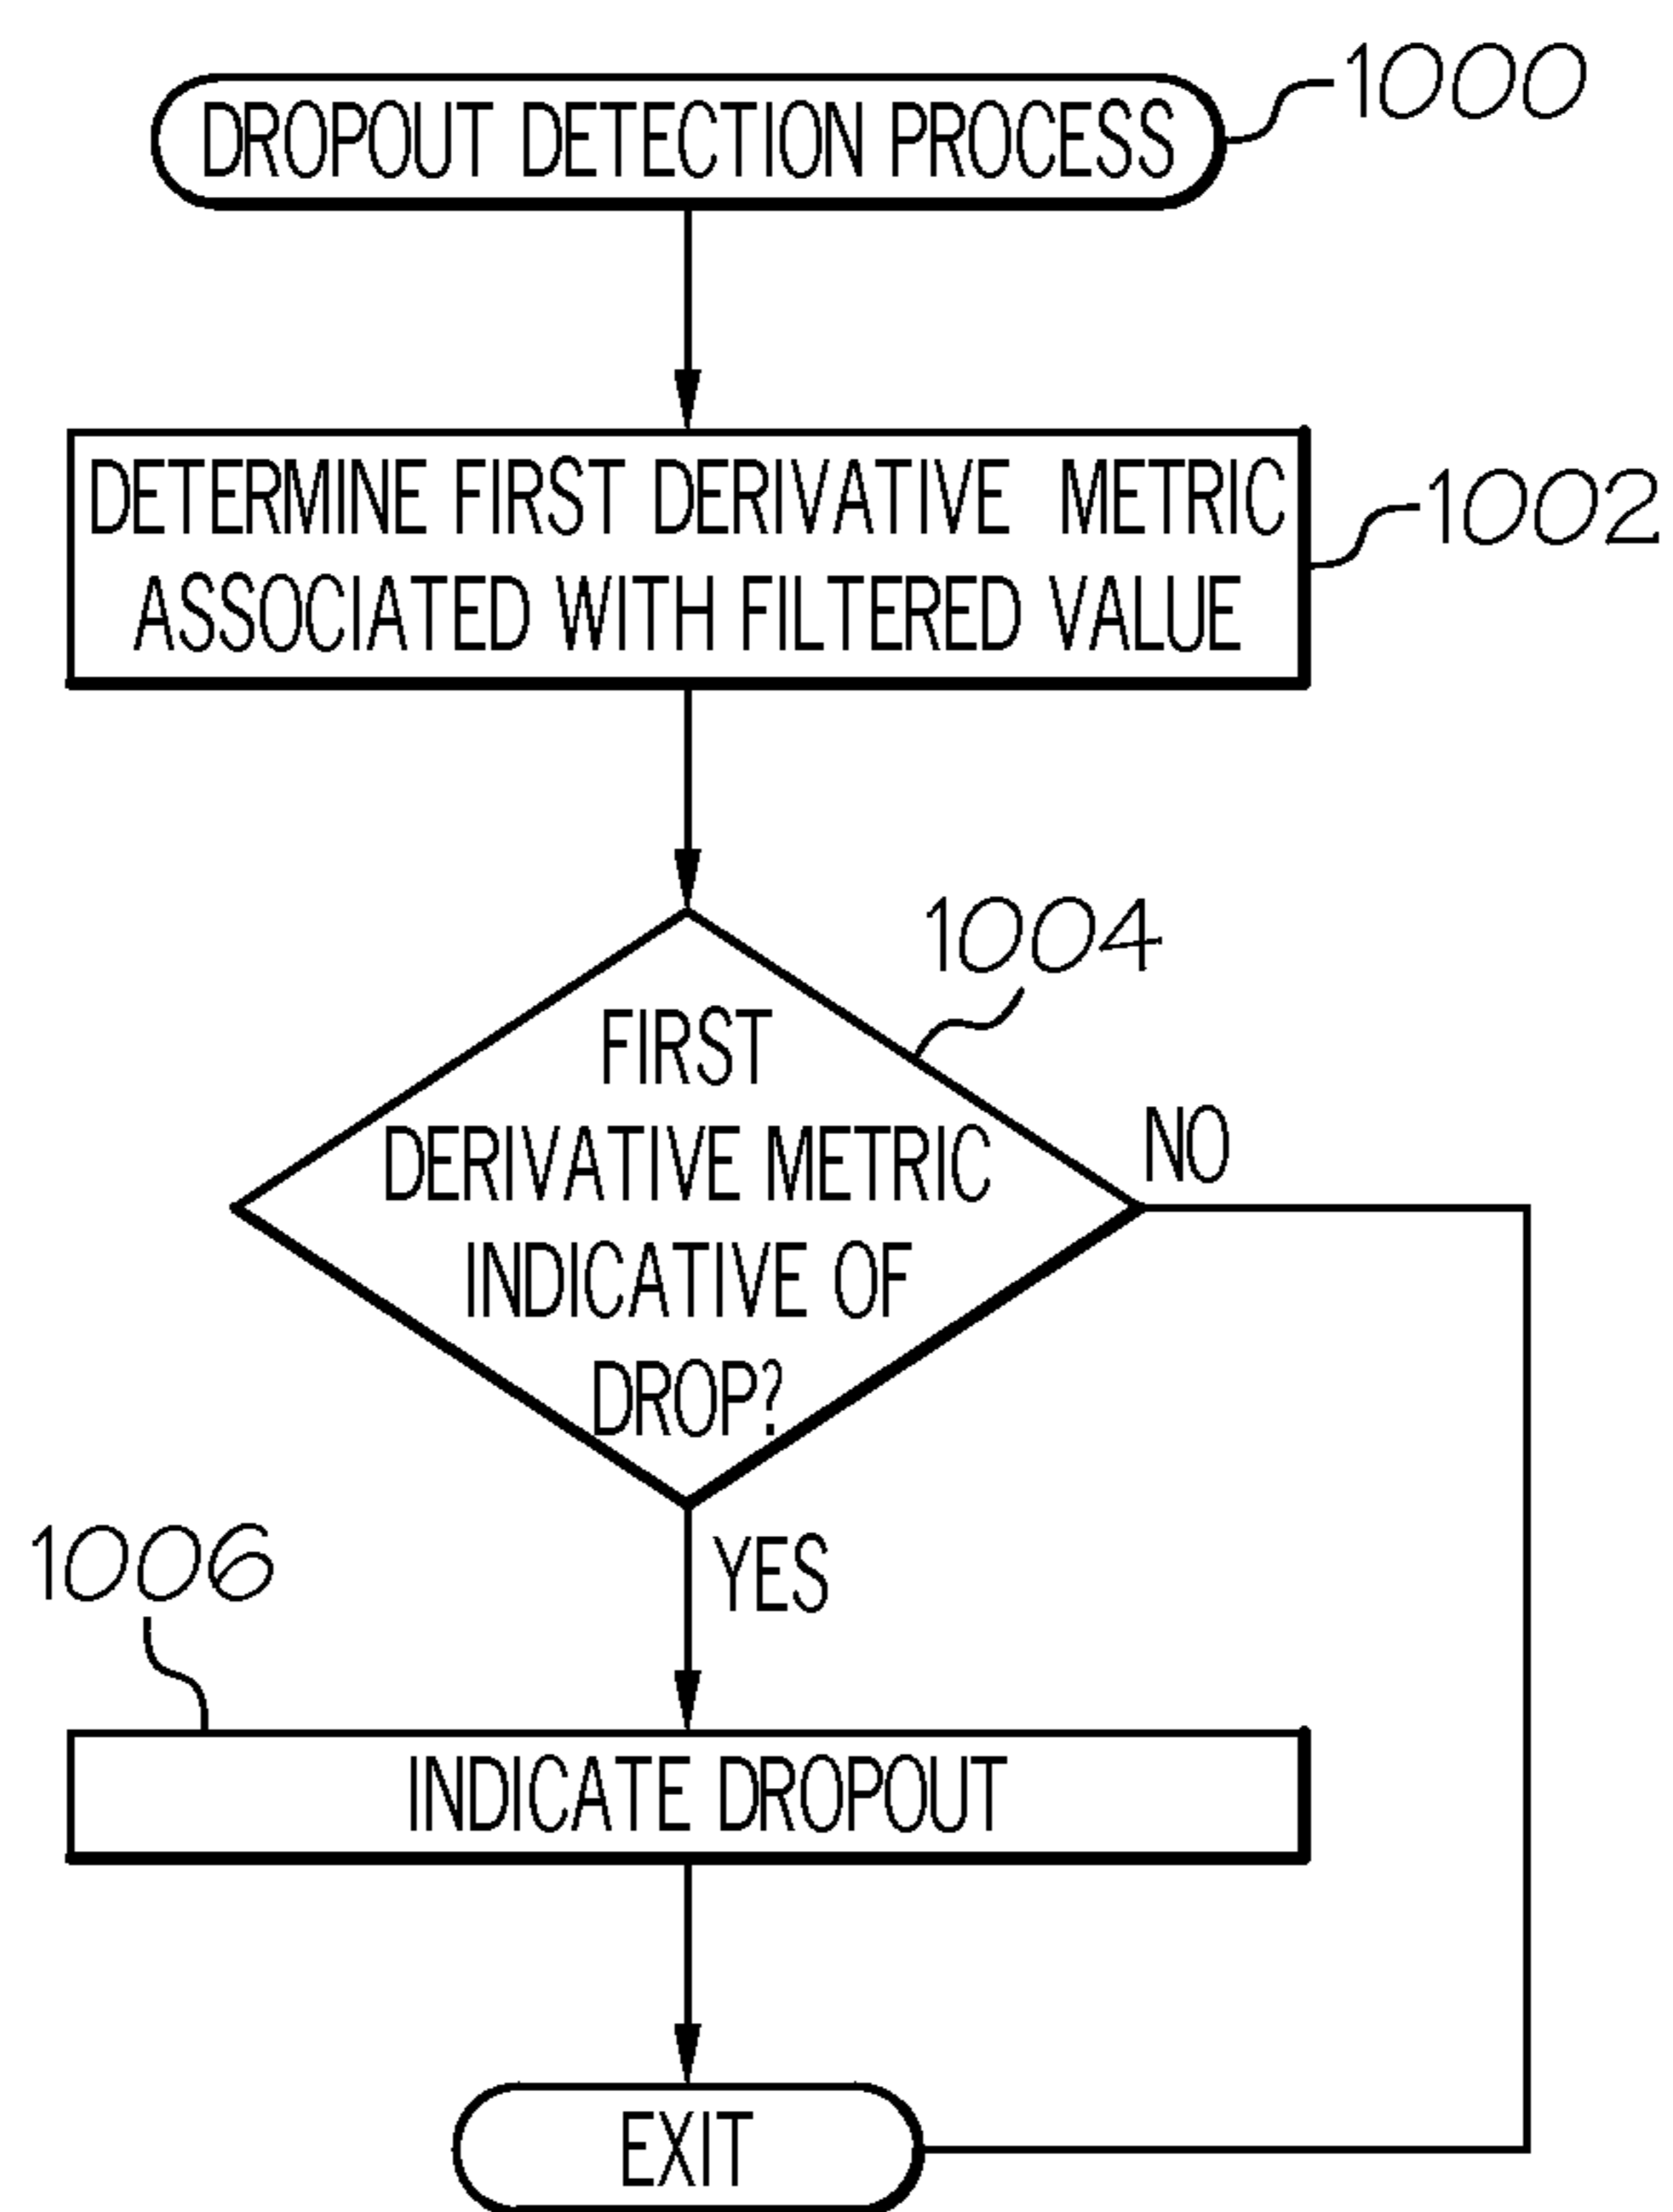 DROPOUT DETECTION PROCESS
1000
DETERMINE FIRST DERIVATIVE METRIC
ASSOCIATED WITH FILTERED VALUE
1002
1004
FIRST
DERIVATIVE METRIC
INDICATIVE OF
DROP?
NO
YES
1006
INDICATE DROPOUT
EXIT